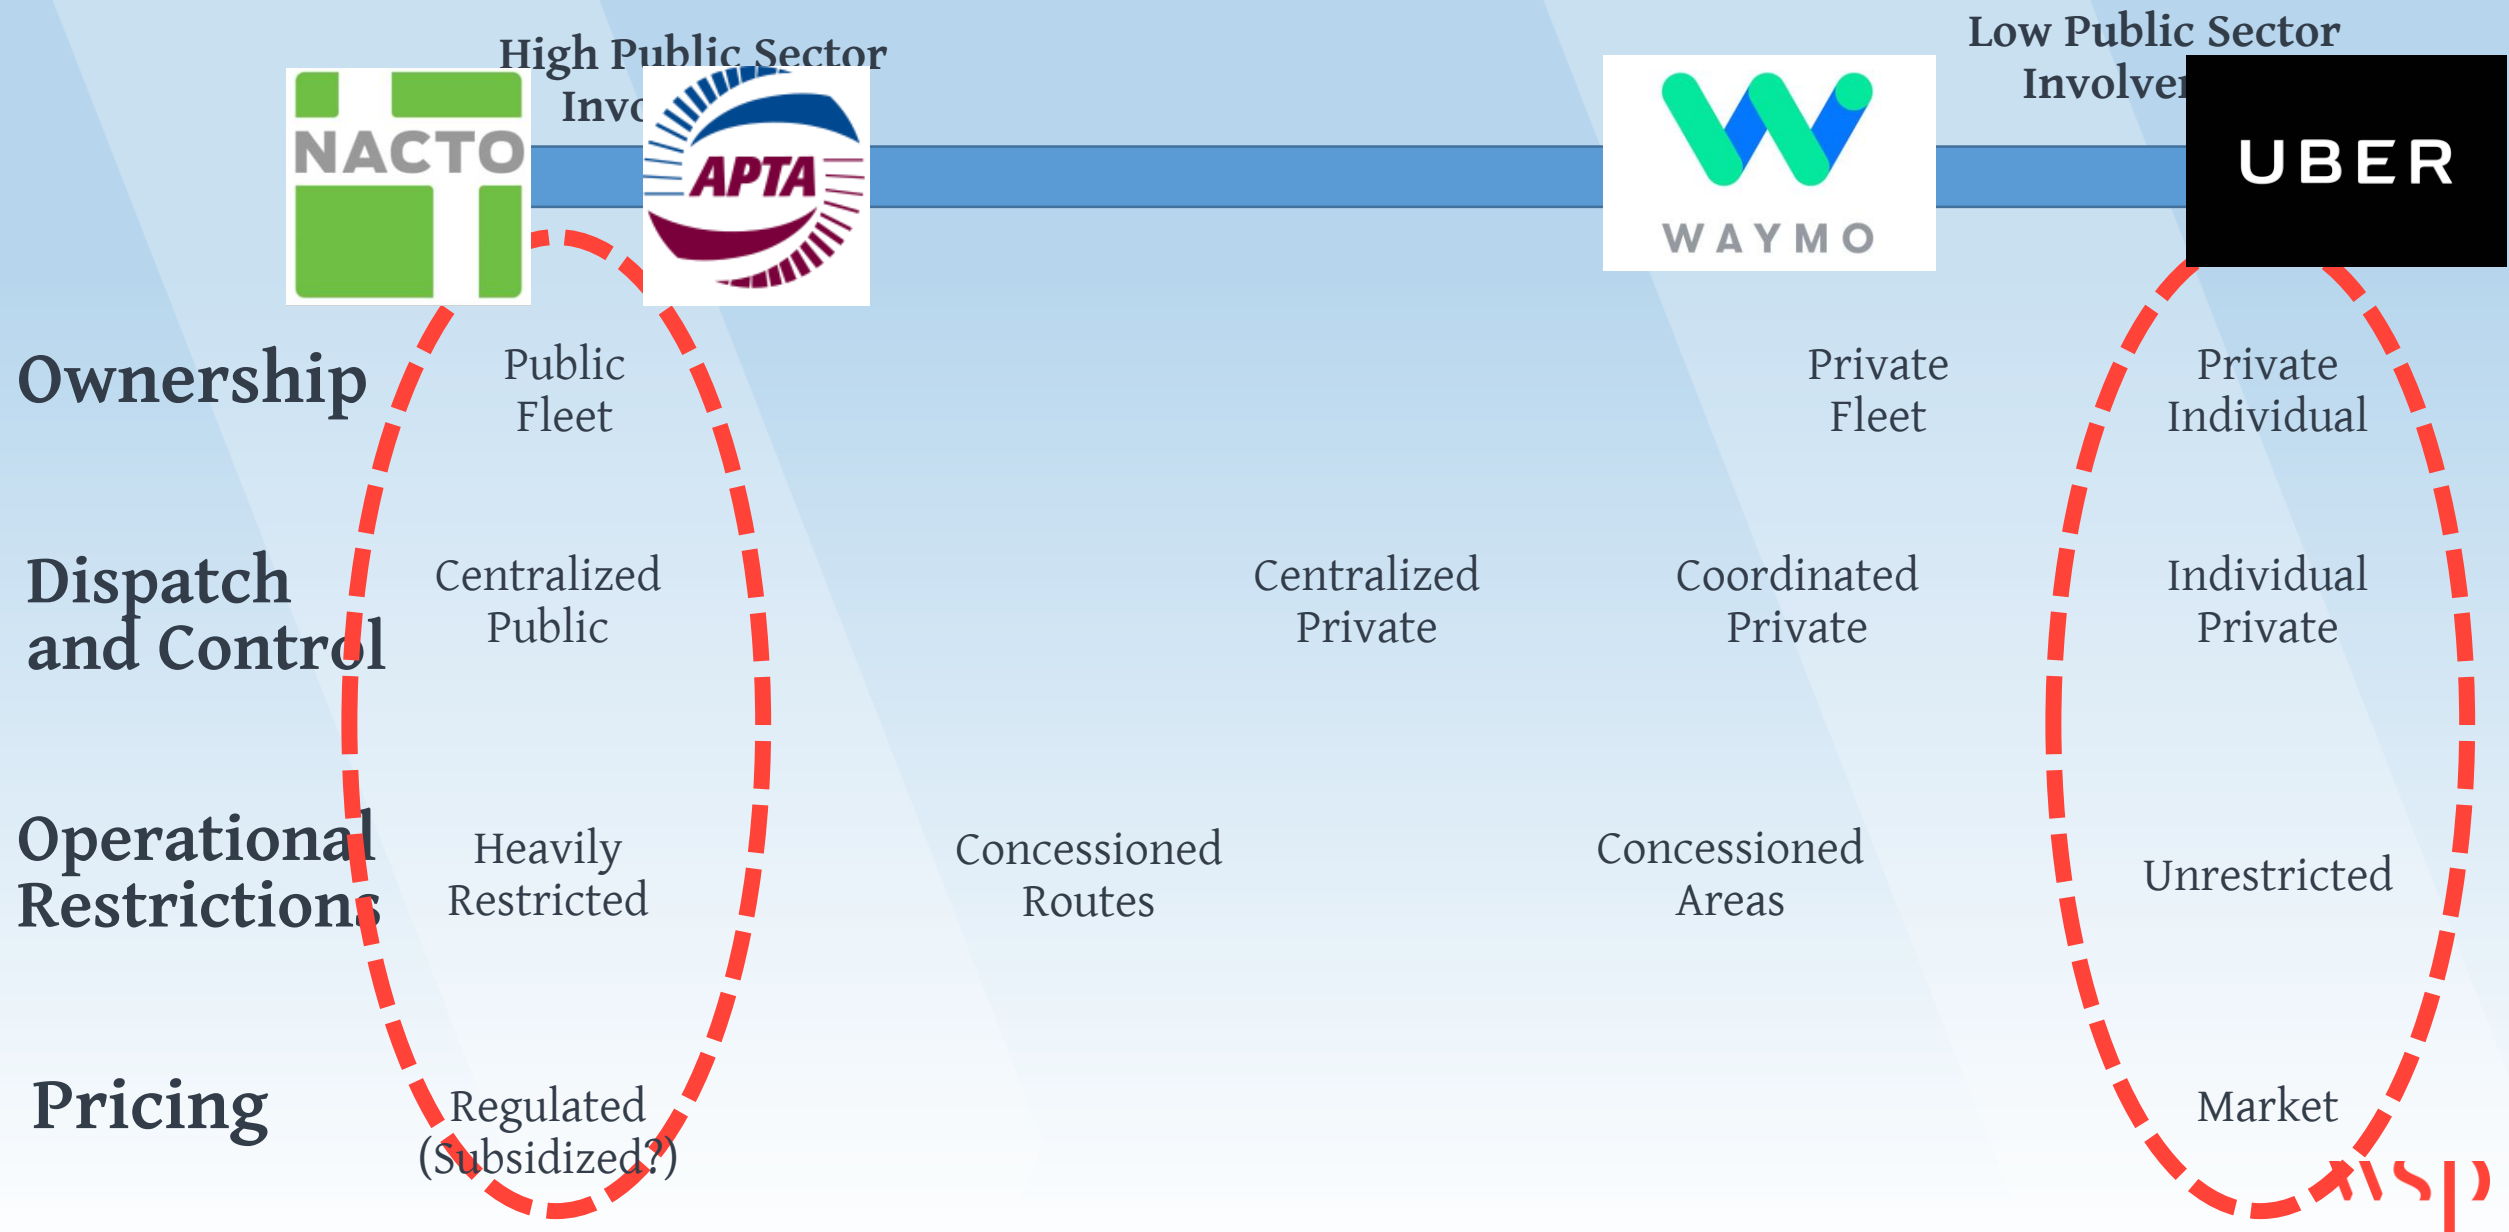 High Public Sector
Low Public Sector
NACTO
APTA
WAYMO
UBER
Ownership
Public
Fleet
Private
Fleet
Private
Individual
Dispatch
and Control
Centralized
Public
Centralized
Private
Coordinated
Private
Individual
Private
Operational
Restrictions
Heavily
Restricted
Concessioned
Routes
Concessioned
Areas
Unrestricted
Pricing
Regulated
(Subsidized?)
Market
wsp